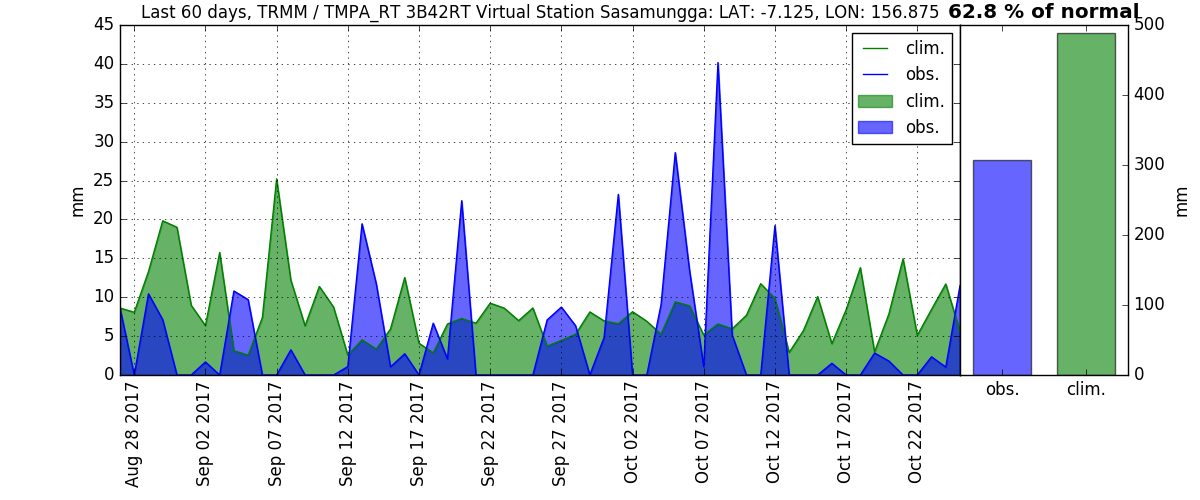 Last 60 days, TRMM / TMPA_RT 3B42RT Virtual Station Sasamungga: LAT: -7.125, LON: 156.875
62.8 % of normal
45
40
35
30
25
20
15
10
5
0
mm
clim.
obs.
clim.
obs.
Aug 28 2017
Sep 02 2017
Sep 07 2017
Sep 12 2017
Sep 17 2017
Sep 22 2017
Sep 27 2017
Oct 02 2017
Oct 07 2017
Oct 12 2017
Oct 17 2017
Oct 22 2017
500
400
300
200
100
0
mm
obs.
clim.